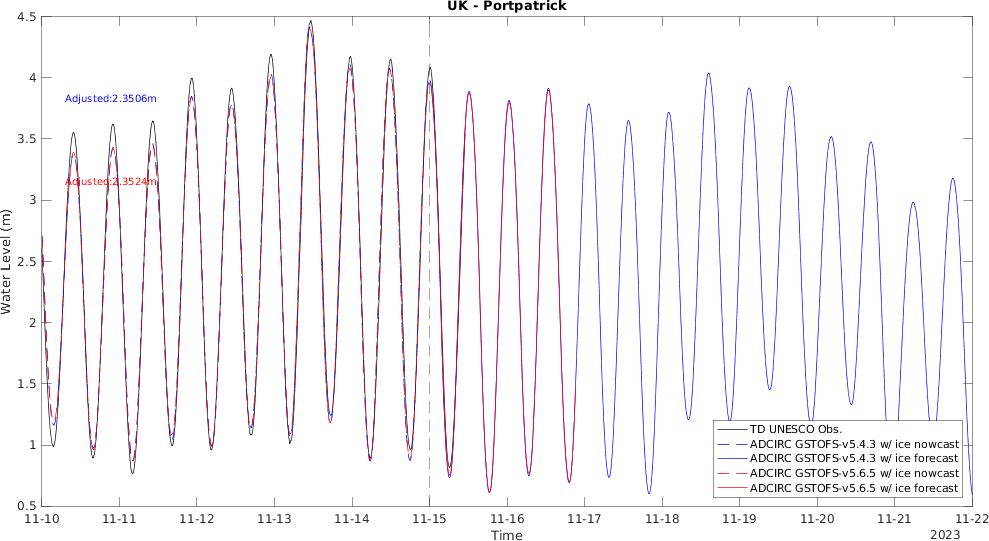 UK - Portpatrick
4.5
4
3.5
3
2.5
2
1.5
1
0.5
Water Level (m)
Adjusted:2.3506m
Adjusted:2.3524m
TD UNESCO Obs.
ADCIRC GSTOFS-v5.4.3 w/ ice nowcast
ADCIRC GSTOFS-v5.4.3 w/ ice forecast
ADCIRC GSTOFS-v5.6.5 w/ ice nowcast
ADCIRC GSTOFS-v5.6.5 w/ ice forecast
11-10 11-11 11-12 11-13 11-14 11-15 11-16 11-17 11-18 11-19 11-20 11-21 11-22
Time
2023